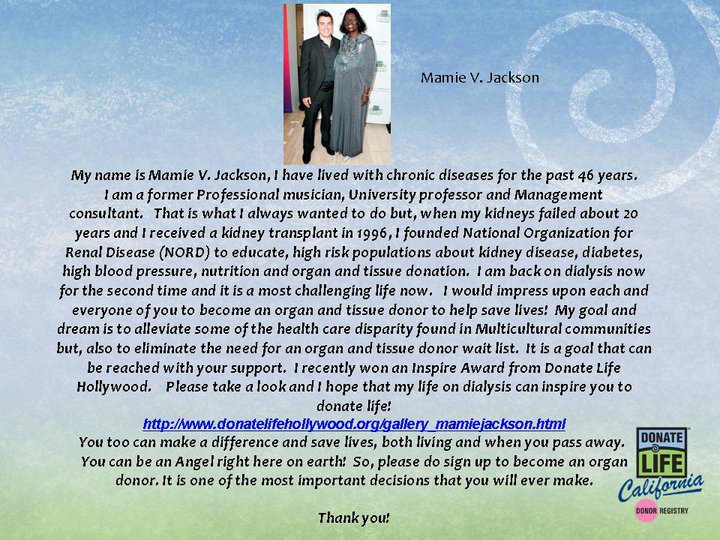 Mamie V. Jackson
My name is Mamie V. Jackson, I have lived with chronic diseases for the past 46 years.
I am a former Professional musician, University professor and Management
consultant. That is what I always wanted to do but, when my kidneys failed about 20
years and I received a kidney transplant in 1996, I founded National Organization for
Renal Disease (NORD) to educate, high risk populations about kidney disease, diabetes,
high blood pressure, nutrition and organ and tissue donation. I am back on dialysis now
for the second time and it is a most challenging life now. I would impress upon each and
everyone of you to become an organ and tissue donor to help save lives! My goal and
dream is to alleviate some of the health care disparity found in Multicultural communities
but, also to eliminate the need for an organ and tissue donor wait list. It is a goal that can
be reached with your support. I recently won an Inspire Award from Donate Life
Hollywood. Please take a look and I hope that my life on dialysis can inspire you to
donate life!
http://www.donatelifehollywood.org/gallery_mamiejackson.html
You too can make a difference and save lives, both living and when you pass away.
You can be an Angel right here on earth! So, please do sign up to become an organ
donor. It is one of the most important decisions that you will ever make.
Thank you!
DONATE
LIFE
California
DONOR REGISTRY